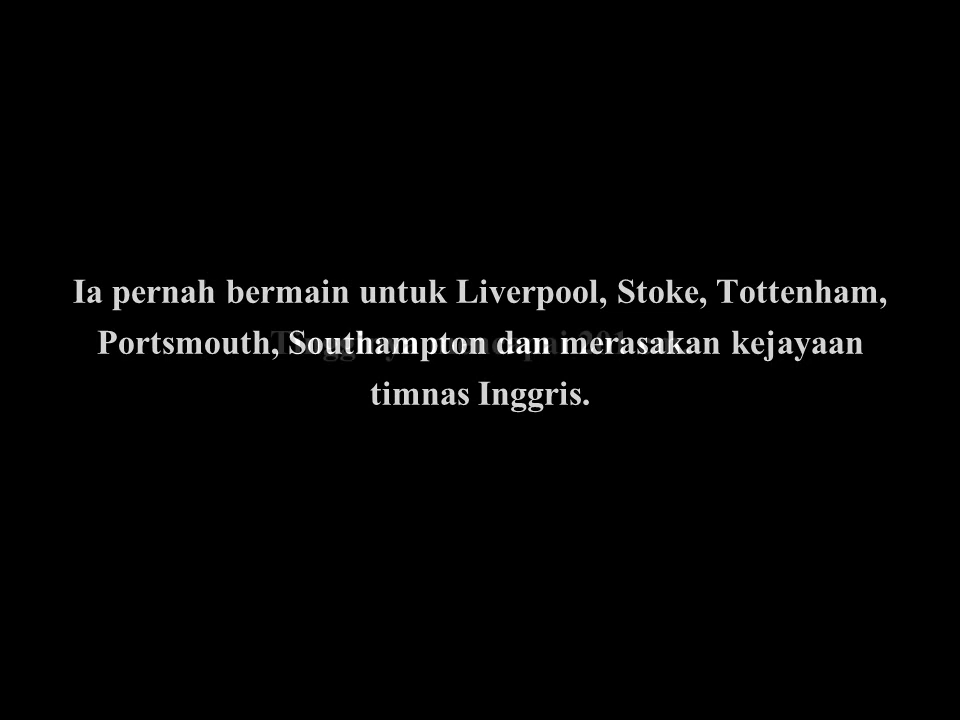 Ia pernah bermain untuk Liverpool, Stoke, Tottenham,
Portsmouth, Southampton dan merasakan kejayaan
timnas Inggris.